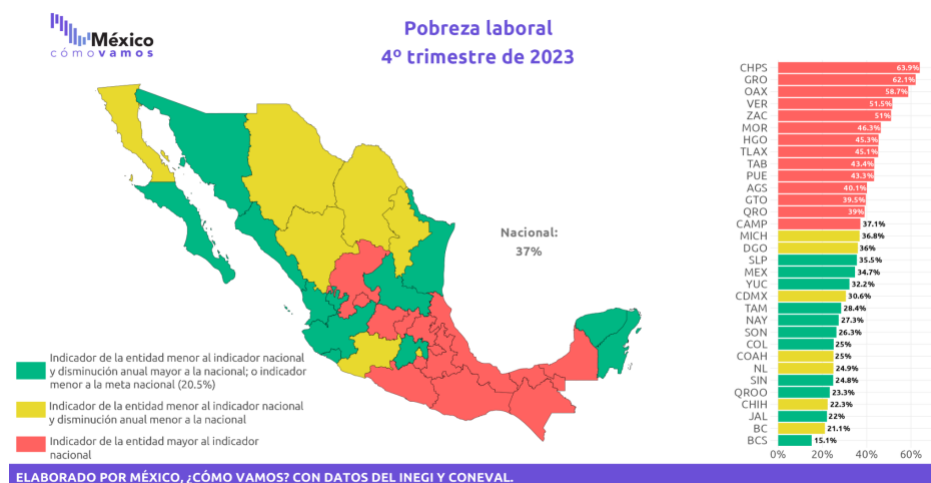 México
cómovamos
Pobreza laboral
4º trimestre de 2023
Nacional:
37%
Indicador de la entidad menor al indicador nacional
y disminución anual mayor a la nacional; o indicador
menor a la meta nacional (20.5%)
Indicador de la entidad menor al indicador nacional
y disminución anual menor a la nacional
Indicador de la entidad mayor al indicador
nacional
CHPS 63.9%
GRO 62.1%
OAX 58.7%
VER 51.5%
ZAC 51%
MOR 46.3%
HGO 45.3%
TLAX 45.1%
TAB 43.4%
PUE 43.3%
AGS 40.1%
GTO 39.5%
QRO 39%
CAMP 37.1%
MICH 36.8%
DGO 36%
SLP 35.5%
MEX 34.7%
YUC 32.2%
CDMX 30.6%
TAM 28.4%
NAY 27.3%
SON 26.3%
COL 25%
COAH 25%
NL 24.9%
SIN 24.8%
QROO 23.3%
CHIH 22.3%
JAL 22%
BC 21.1%
BCS 15.1%
0% 20% 40% 60%
ELABORADO POR MÉXICO, ¿CÓMO VAMOS? CON DATOS DEL INEGI Y CONEVAL.